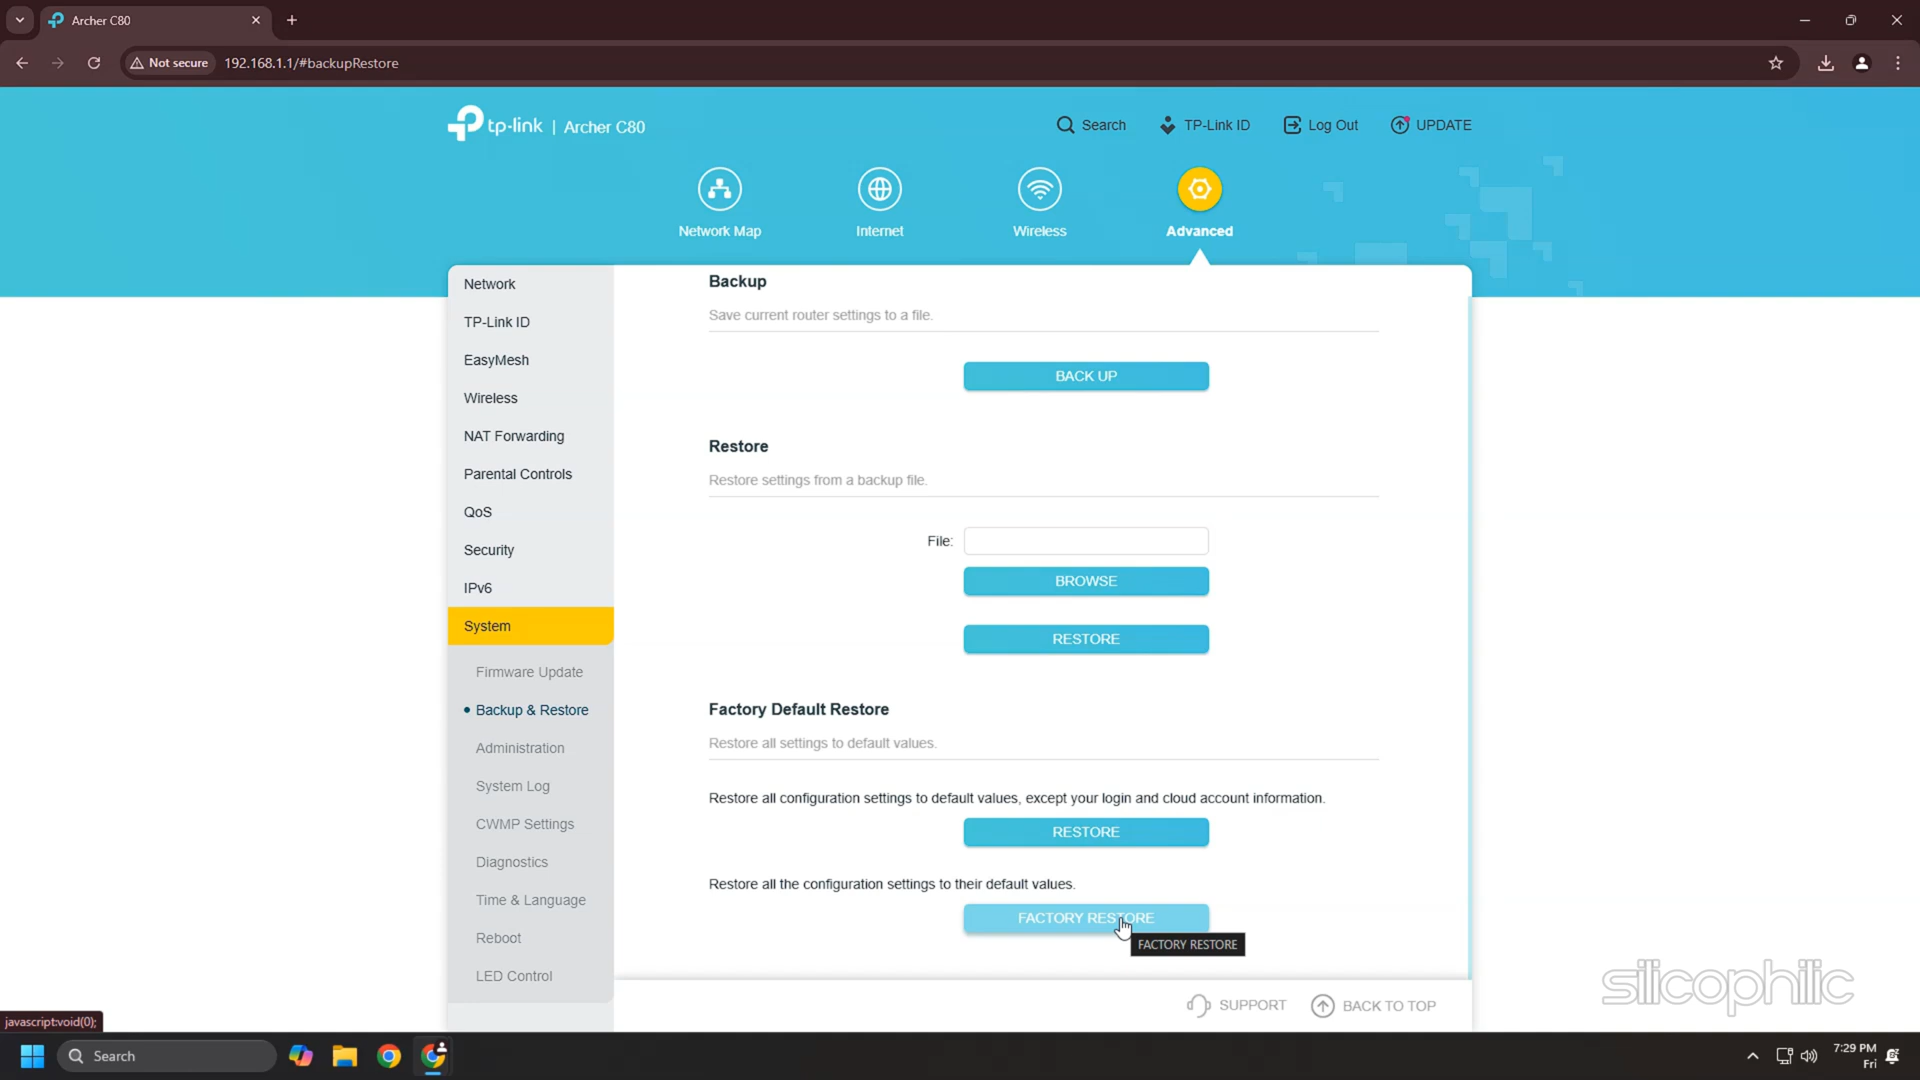 Archer C80
Not secure
192.168.1.1/#backupRestore
tp-link | Archer C80
Search
TP-Link ID
Log Out
UPDATE
Network Map
Internet
Wireless
Advanced
Network
TP-Link ID
EasyMesh
Wireless
NAT Forwarding
Parental Controls
QoS
Security
IPv6
System
Firmware Update
Backup & Restore
Administration
System Log
CWMP Settings
Diagnostics
Time & Language
Reboot
LED Control
Backup
Save current router settings to a file.
BACK UP
Restore
Restore settings from a backup file.
File:
BROWSE
RESTORE
Factory Default Restore
Restore all settings to default values.
Restore all configuration settings to default values, except your login and cloud account information.
RESTORE
Restore all the configuration settings to their default values.
FACTORY RESTORE
FACTORY RESTORE
SUPPORT
BACK TO TOP
silicophilic
javascript:void(0);
Search
7:29 PM
Fri